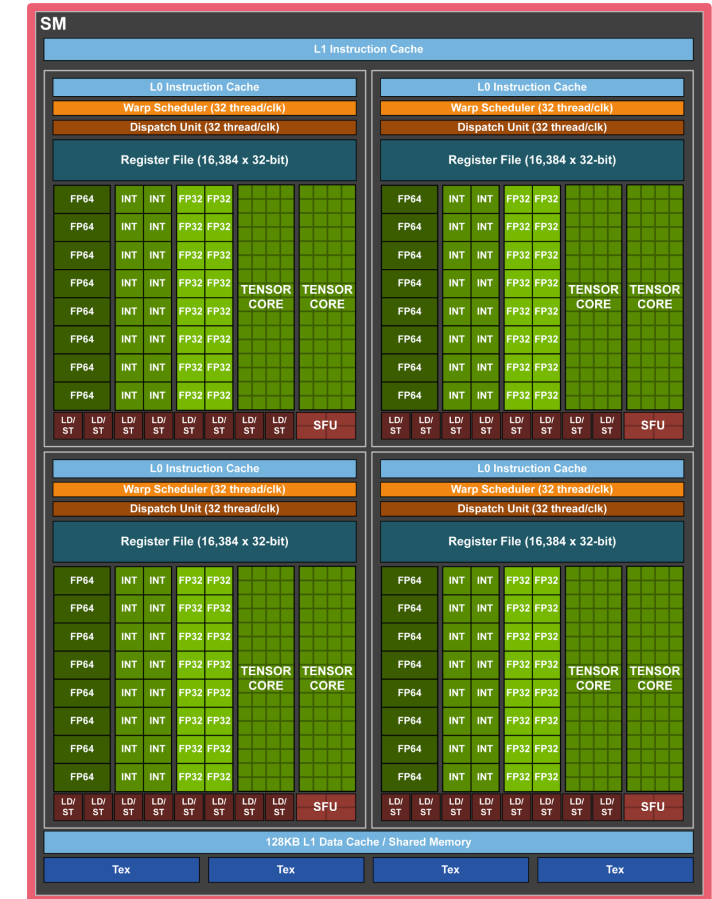 SM
L1 Instruction Cache
L0 Instruction Cache
Warp Scheduler (32 thread/clk)
Dispatch Unit (32 thread/clk)
Register File (16,384 x 32-bit)
FP64 INT INT FP32 FP32
FP64 INT INT FP32 FP32
FP64 INT INT FP32 FP32
FP64 INT INT FP32 FP32
TENSOR CORE TENSOR CORE
FP64 INT INT FP32 FP32
FP64 INT INT FP32 FP32
FP64 INT INT FP32 FP32
FP64 INT INT FP32 FP32
LD/ST LD/ST LD/ST LD/ST LD/ST LD/ST LD/ST LD/ST SFU
L0 Instruction Cache
Warp Scheduler (32 thread/clk)
Dispatch Unit (32 thread/clk)
Register File (16,384 x 32-bit)
FP64 INT INT FP32 FP32
FP64 INT INT FP32 FP32
FP64 INT INT FP32 FP32
FP64 INT INT FP32 FP32
TENSOR CORE TENSOR CORE
FP64 INT INT FP32 FP32
FP64 INT INT FP32 FP32
FP64 INT INT FP32 FP32
FP64 INT INT FP32 FP32
LD/ST LD/ST LD/ST LD/ST LD/ST LD/ST LD/ST LD/ST SFU
L0 Instruction Cache
Warp Scheduler (32 thread/clk)
Dispatch Unit (32 thread/clk)
Register File (16,384 x 32-bit)
FP64 INT INT FP32 FP32
FP64 INT INT FP32 FP32
FP64 INT INT FP32 FP32
FP64 INT INT FP32 FP32
TENSOR CORE TENSOR CORE
FP64 INT INT FP32 FP32
FP64 INT INT FP32 FP32
FP64 INT INT FP32 FP32
FP64 INT INT FP32 FP32
LD/ST LD/ST LD/ST LD/ST LD/ST LD/ST LD/ST LD/ST SFU
L0 Instruction Cache
Warp Scheduler (32 thread/clk)
Dispatch Unit (32 thread/clk)
Register File (16,384 x 32-bit)
FP64 INT INT FP32 FP32
FP64 INT INT FP32 FP32
FP64 INT INT FP32 FP32
FP64 INT INT FP32 FP32
TENSOR CORE TENSOR CORE
FP64 INT INT FP32 FP32
FP64 INT INT FP32 FP32
FP64 INT INT FP32 FP32
FP64 INT INT FP32 FP32
LD/ST LD/ST LD/ST LD/ST LD/ST LD/ST LD/ST LD/ST SFU
128KB L1 Data Cache / Shared Memory
Tex Tex Tex Tex